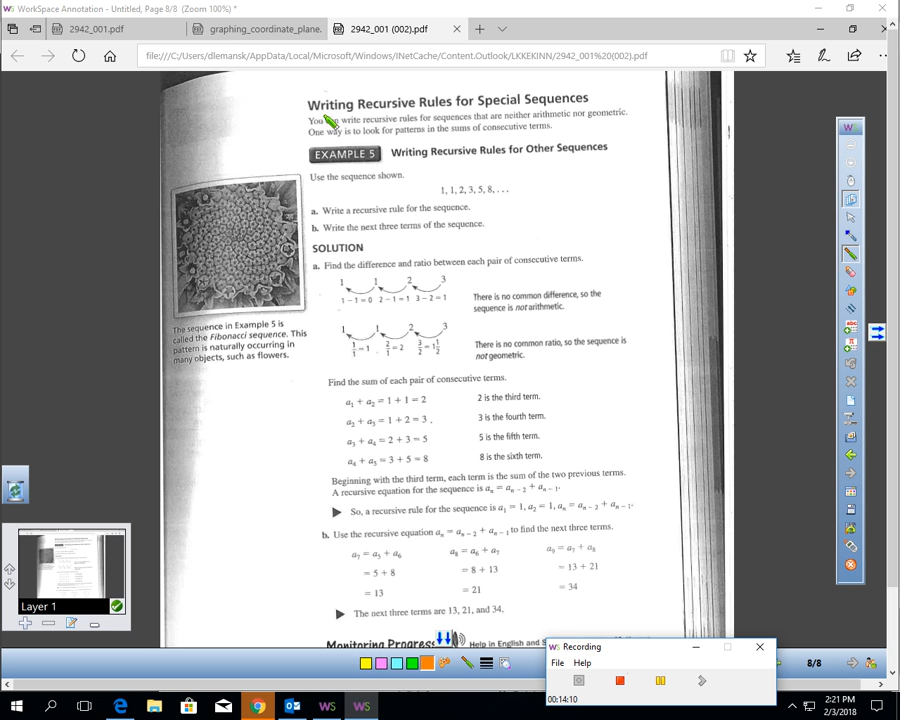 WorkSpace Annotation - Untitled, Page 8/8 (Zoom 100%) *
2942_001.pdf
graphing_coordinate_plane.
2942_001 (002).pdf
file:///C:/Users/dlemansk/AppData/Local/Microsoft/Windows/INetCache/Content.Outlook/LKKEKINN/2942_001%20(002).pdf
Writing Recursive Rules for Special Sequences
You can write recursive rules for sequences that are neither arithmetic nor geometric.
One way is to look for patterns in the sums of consecutive terms.
EXAMPLE 5 Writing Recursive Rules for Other Sequences
Use the sequence shown.
1, 1, 2, 3, 5, 8, . . .
a. Write a recursive rule for the sequence.
b. Write the next three terms of the sequence.
SOLUTION
a. Find the difference and ratio between each pair of consecutive terms.
1 1 2 3
1 − 1 = 0 2 − 1 = 1 3 − 2 = 1
There is no common difference, so the
sequence is not arithmetic.
1 1 2 3
1/1 = 1 2/1 = 2 3/2 = 1 1/2
There is no common ratio, so the sequence is
not geometric.
The sequence in Example 5 is
called the Fibonacci sequence. This
pattern is naturally occurring in
many objects, such as flowers.
Find the sum of each pair of consecutive terms.
a₁ + a₂ = 1 + 1 = 2 2 is the third term.
a₂ + a₃ = 1 + 2 = 3 . 3 is the fourth term.
a₃ + a₄ = 2 + 3 = 5 5 is the fifth term.
a₄ + a₅ = 3 + 5 = 8 8 is the sixth term.
Beginning with the third term, each term is the sum of the two previous terms.
A recursive equation for the sequence is aₙ = aₙ₋₂ + aₙ₋₁.
So, a recursive rule for the sequence is a₁ = 1, a₂ = 1, aₙ = aₙ₋₂ + aₙ₋₁.
b. Use the recursive equation aₙ = aₙ₋₂ + aₙ₋₁ to find the next three terms.
a₇ = a₅ + a₆ a₈ = a₆ + a₇ a₉ = a₇ + a₈
= 5 + 8 = 8 + 13 = 13 + 21
= 13 = 21 = 34
The next three terms are 13, 21, and 34.
Monitoring Progress Help in English and
Layer 1
Recording
File Help
00:14:10
8/8
2:21 PM
2/3/2018